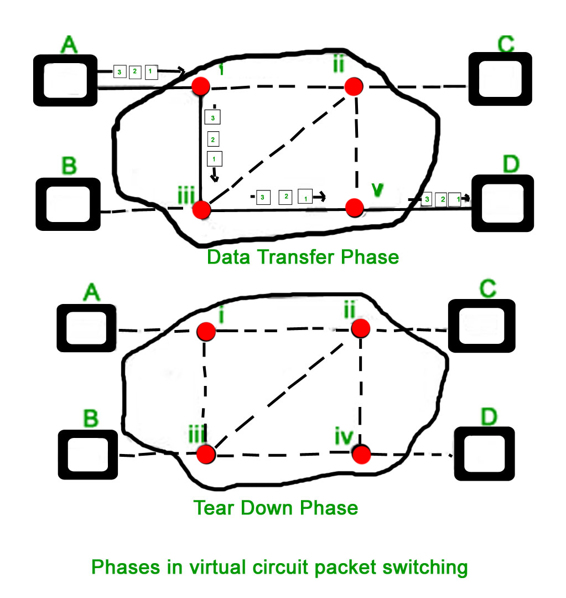 A
C
3 2 1
1
ii
3
2
1
B
D
iii
3 2 1
v
3 2 1
Data Transfer Phase
A
C
i
ii
B
D
iii
iv
Tear Down Phase
Phases in virtual circuit packet switching